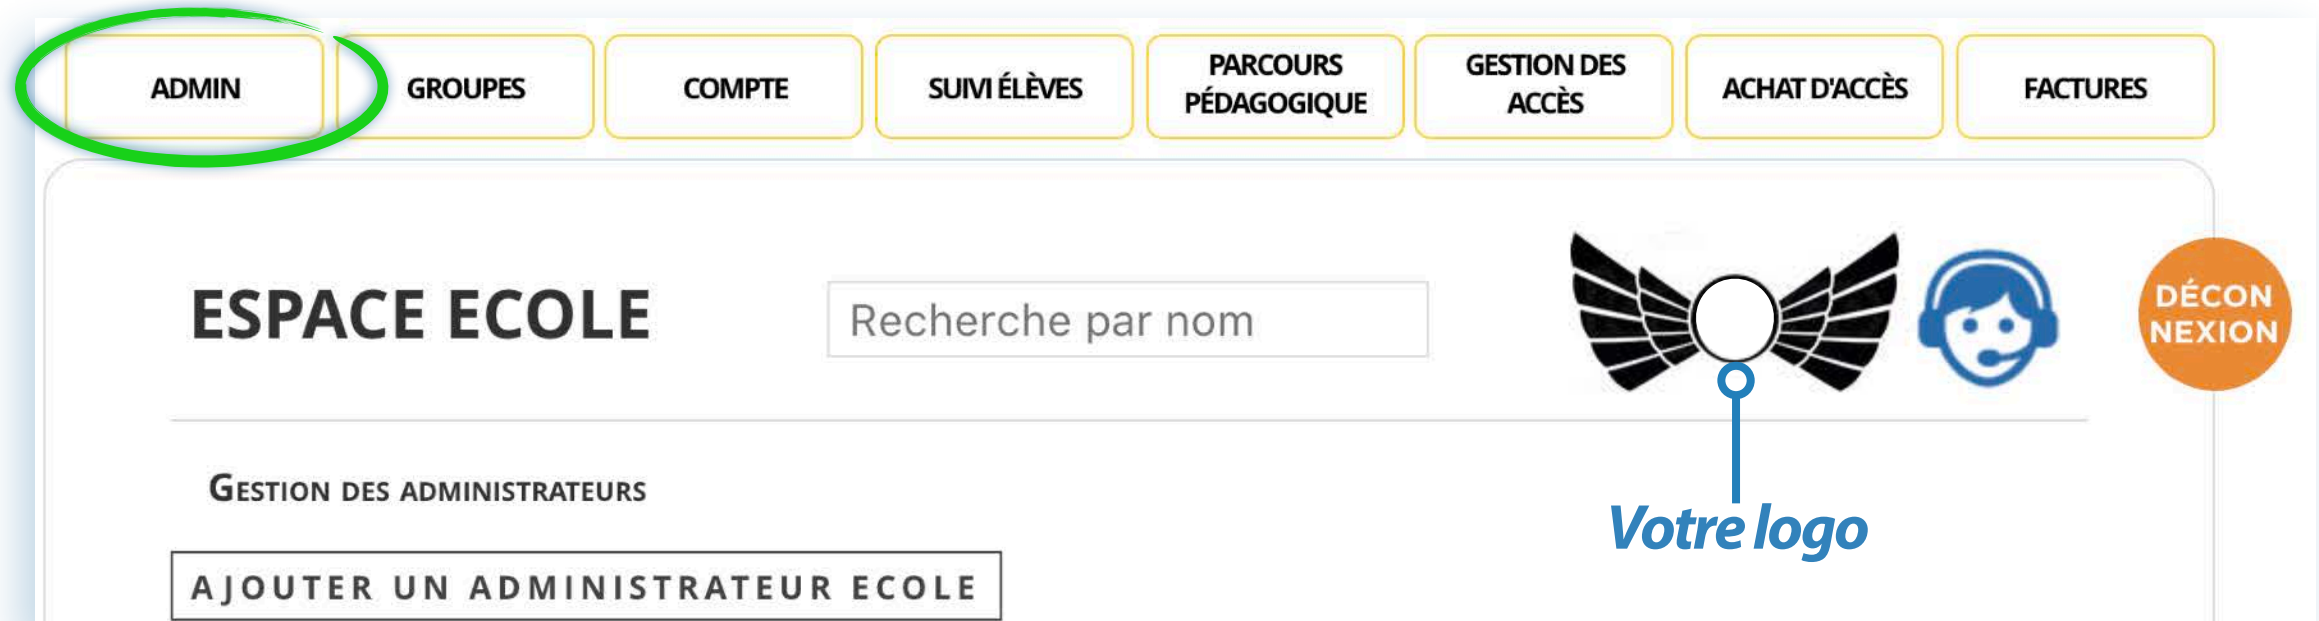 ADMIN
GROUPES
COMPTE
SUIVI ÉLÈVES
PARCOURS
PÉDAGOGIQUE
GESTION DES
ACCÈS
ACHAT D'ACCÈS
FACTURES
ESPACE ECOLE
Recherche par nom
DÉCON
NEXION
GESTION DES ADMINISTRATEURS
Votre logo
AJOUTER UN ADMINISTRATEUR ECOLE